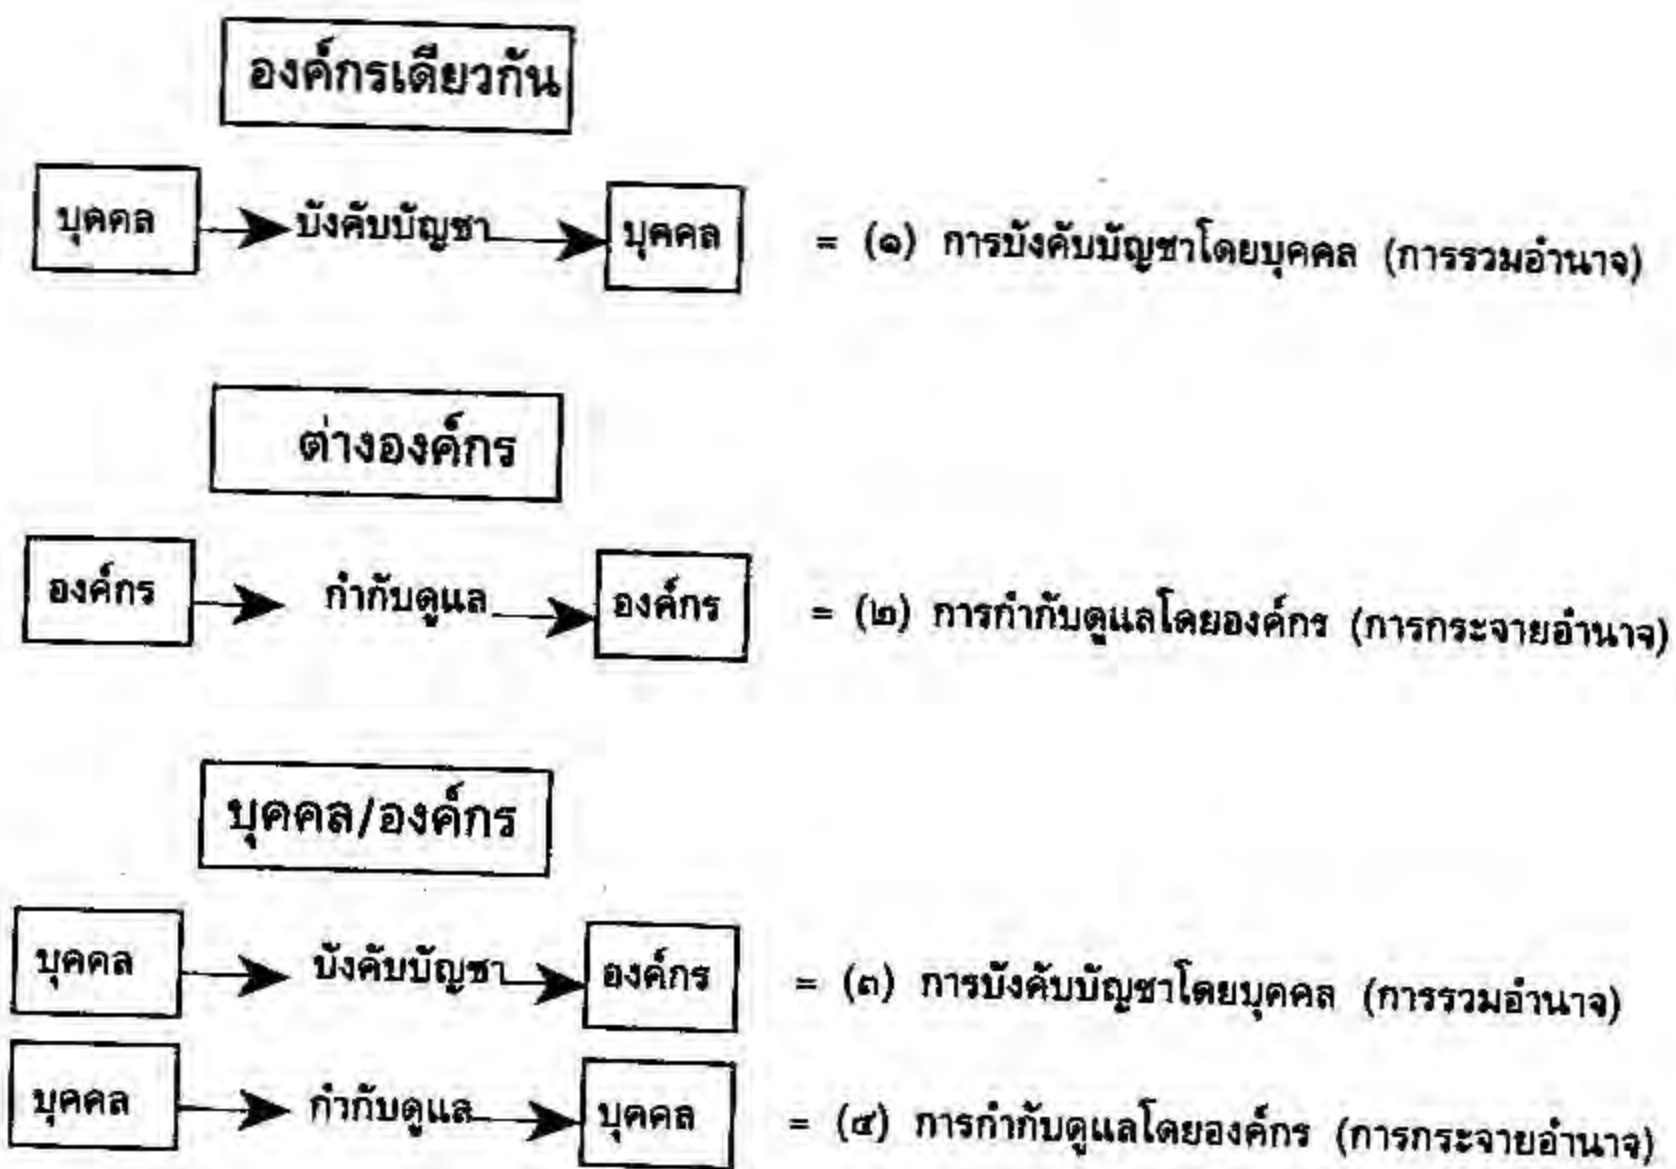 องค์กรเดียวกัน
บุคคล บังคับบัญชา บุคคล = (๑) การบังคับบัญชาโดยบุคคล (การรวมอำนาจ)
ต่างองค์กร
องค์กร กำกับดูแล องค์กร = (๒) การกำกับดูแลโดยองค์กร (การกระจายอำนาจ)
บุคคล/องค์กร
บุคคล บังคับบัญชา องค์กร = (๓) การบังคับบัญชาโดยบุคคล (การรวมอำนาจ)
บุคคล กำกับดูแล บุคคล = (๔) การกำกับดูแลโดยองค์กร (การกระจายอำนาจ)